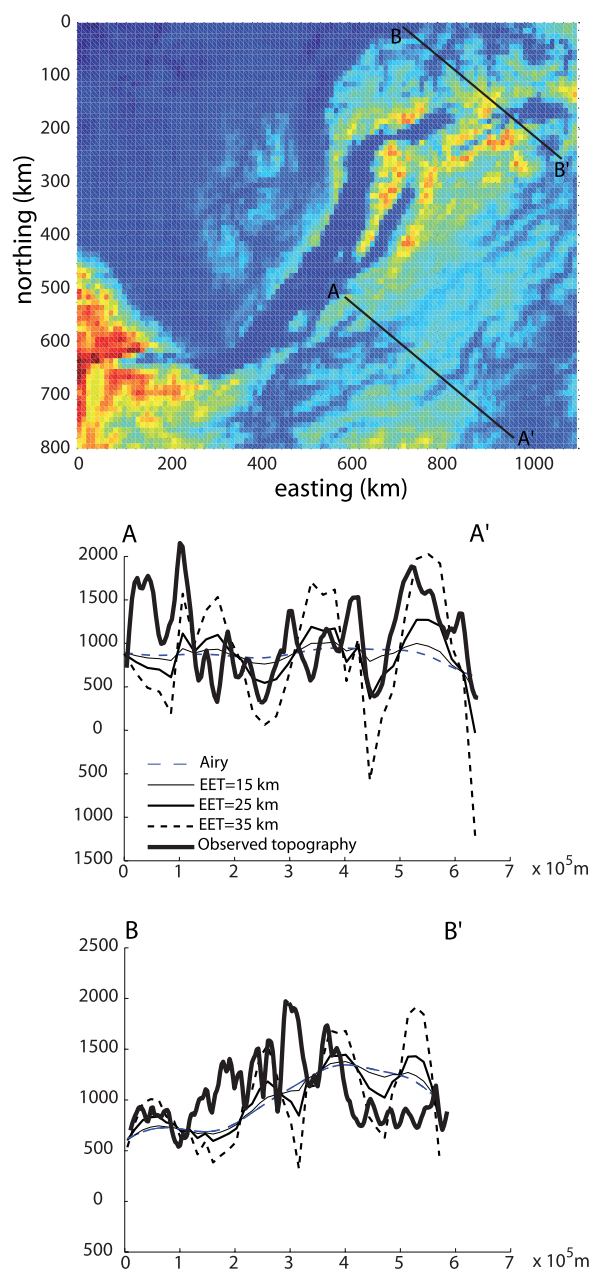 0
100
200
300
400
500
600
700
800
northing (km)
B
B'
A
A'
0 200 400 600 800 1000
easting (km)
A A'
2000
1500
1000
500
0
500
1000
1500
Airy
EET=15 km
EET=25 km
EET=35 km
Observed topography
0 1 2 3 4 5 6 7 x 10⁵m
B B'
2500
2000
1500
1000
500
0
500
0 1 2 3 4 5 6 7 x 10⁵m